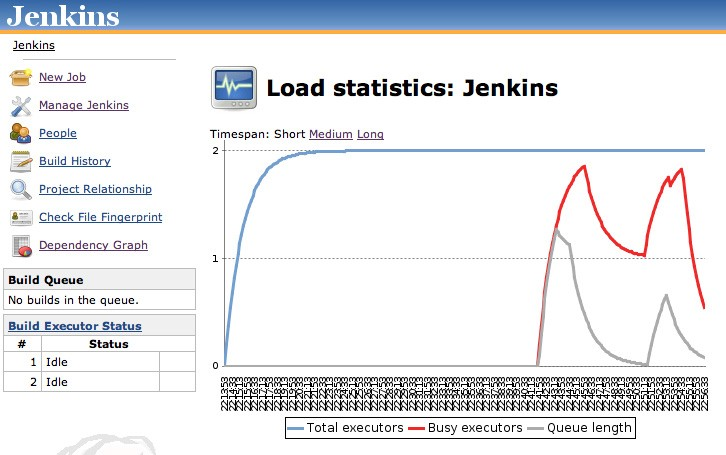 Jenkins
Jenkins
New Job
Manage Jenkins
People
Build History
Project Relationship
Check File Fingerprint
Dependency Graph
Build Queue
No builds in the queue.
Build Executor Status
# Status
1 Idle
2 Idle
Load statistics: Jenkins
Timespan: Short Medium Long
2
1
0
Total executors Busy executors Queue length